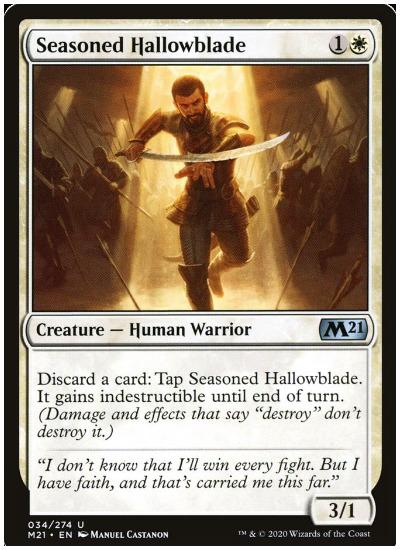 Seasoned Hallowblade 1
Creature — Human Warrior M21
Discard a card: Tap Seasoned Hallowblade.
It gains indestructible until end of turn.
(Damage and effects that say “destroy” don’t
destroy it.)
“I don’t know that I’ll win every fight. But I
have faith, and that’s carried me this far.”
3/1
034/274 U
M21 • EN Manuel Castanon ™ & © 2020 Wizards of the Coast